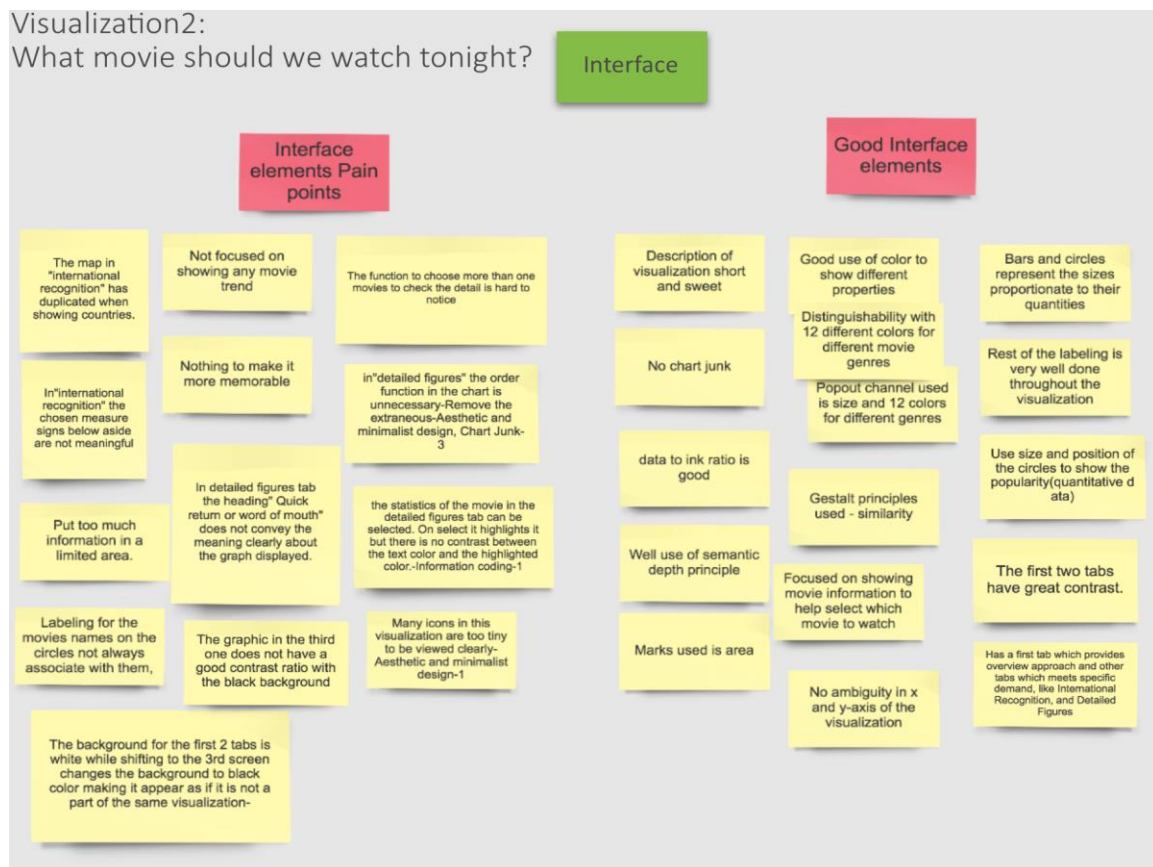 Visualization2:
What movie should we watch tonight?
Interface
Interface
elements Pain
points
The map in
"international
recognition" has
duplicated when
showing countries.
Not focused on
showing any movie
trend
The function to choose more than one
movies to check the detail is hard to
notice
In"international
recognition" the
chosen measure
signs below aside
are not meaningful
Nothing to make it
more memorable
in"detailed figures" the order
function in the chart is
unnecessary-Remove the
extraneous-Aesthetic and
minimalist design, Chart Junk-
3
Put too much
information in a
limited area.
In detailed figures tab
the heading" Quick
return or word of mouth"
does not convey the
meaning clearly about
the graph displayed.
the statistics of the movie in the
detailed figures tab can be
selected. On select it highlights it
but there is no contrast between
the text color and the highlighted
color.-Information coding-1
Labeling for the
movies names on the
circles not always
associate with them,
The graphic in the third
one does not have a
good contrast ratio with
the black background
Many icons in this
visualization are too tiny
to be viewed clearly-
Aesthetic and minimalist
design-1
The background for the first 2 tabs is
white while shifting to the 3rd screen
changes the background to black
color making it appear as if it is not a
part of the same visualization-
Good Interface
elements
Description of
visualization short
and sweet
Good use of color to
show different
properties
Bars and circles
represent the sizes
proportionate to their
quantities
No chart junk
Distinguishability with
12 different colors for
different movie
genres
Rest of the labeling is
very well done
throughout the
visualization
Popout channel used
is size and 12 colors
for different genres
data to ink ratio is
good
Gestalt principles
used - similarity
Use size and position of
the circles to show the
popularity(quantitative d
ata)
Well use of semantic
depth principle
Focused on showing
movie information to
help select which
movie to watch
The first two tabs
have great contrast.
Marks used is area
No ambiguity in x
and y-axis of the
visualization
Has a first tab which provides
overview approach and other
tabs which meets specific
demand, like International
Recognition, and Detailed
Figures